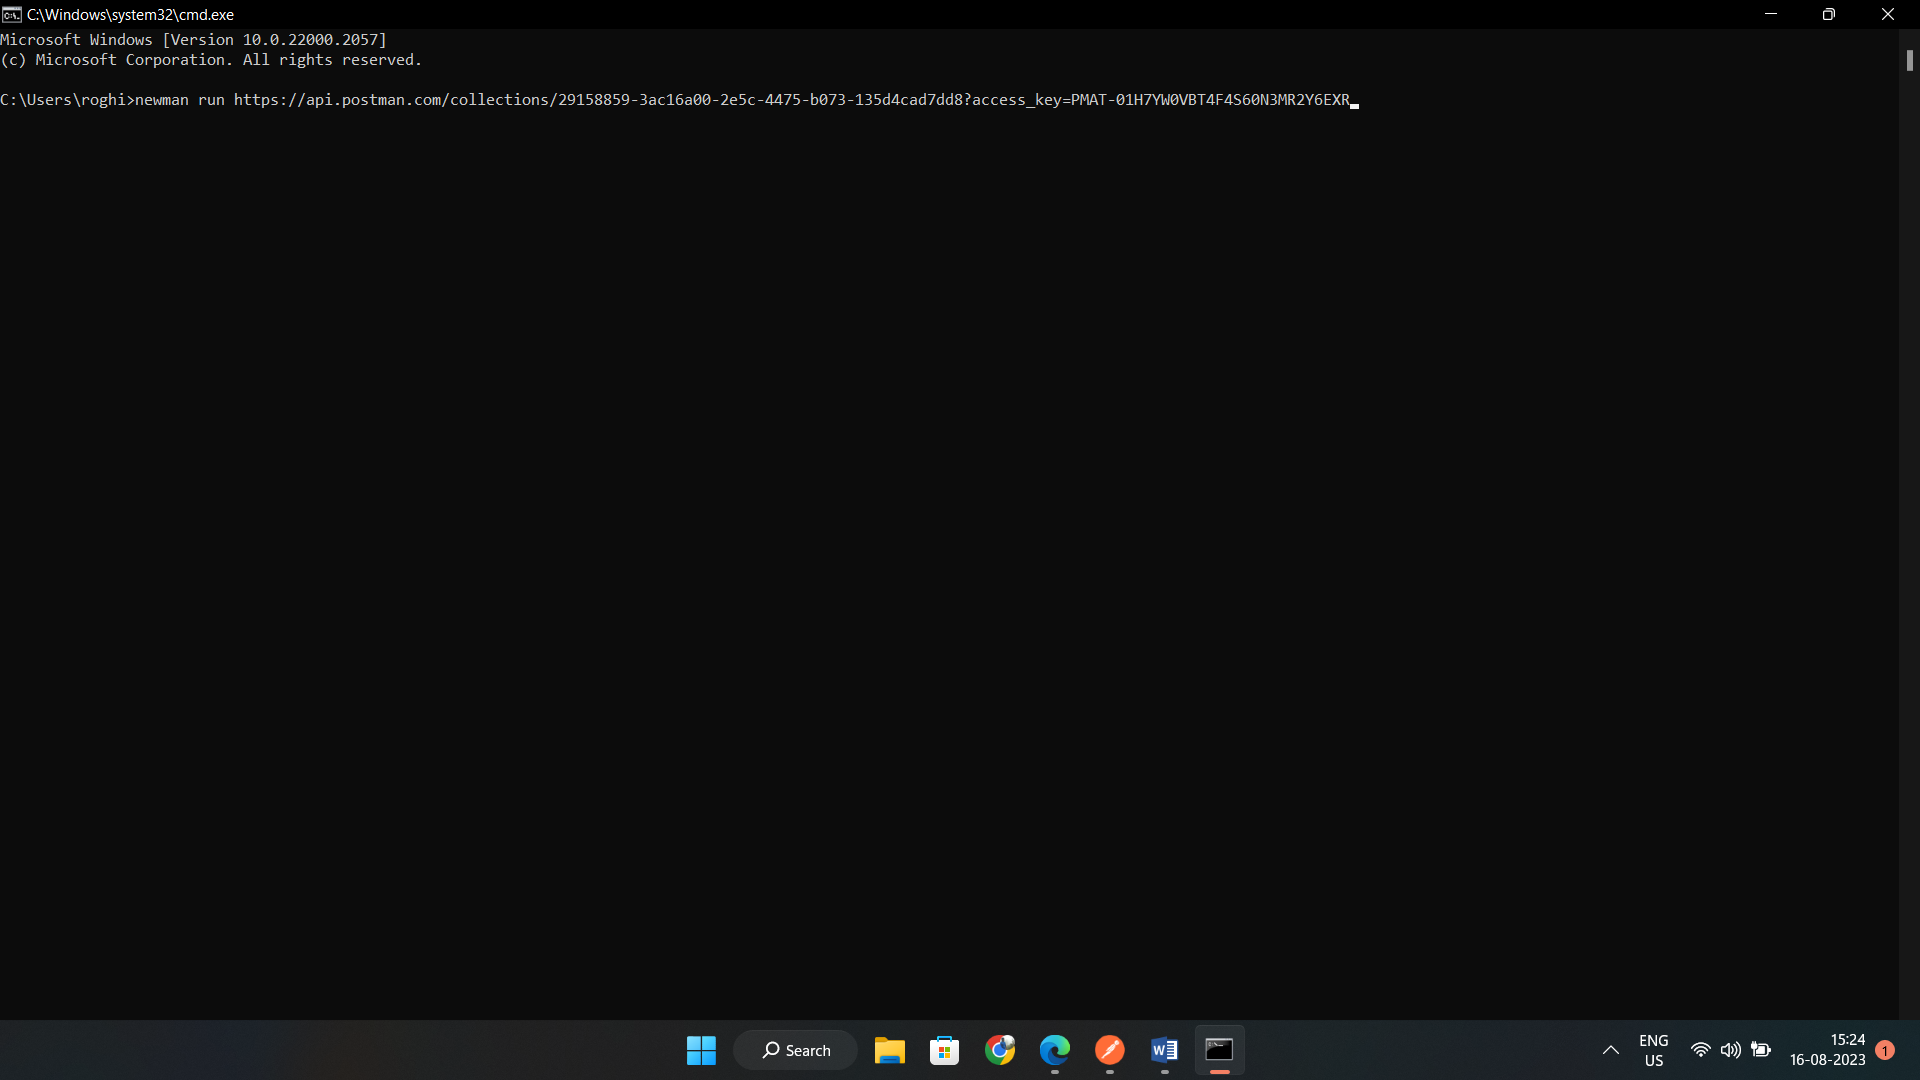 C:\Windows\system32\cmd.exe
Microsoft Windows [Version 10.0.22000.2057]
(c) Microsoft Corporation. All rights reserved.
C:\Users\roghi>newman run https://api.postman.com/collections/29158859-3ac16a00-2e5c-4475-b073-135d4cad7dd8?access_key=PMAT-01H7YW0VBT4F4S60N3MR2Y6EXR
Search
ENG
US
15:24
16-08-2023
1